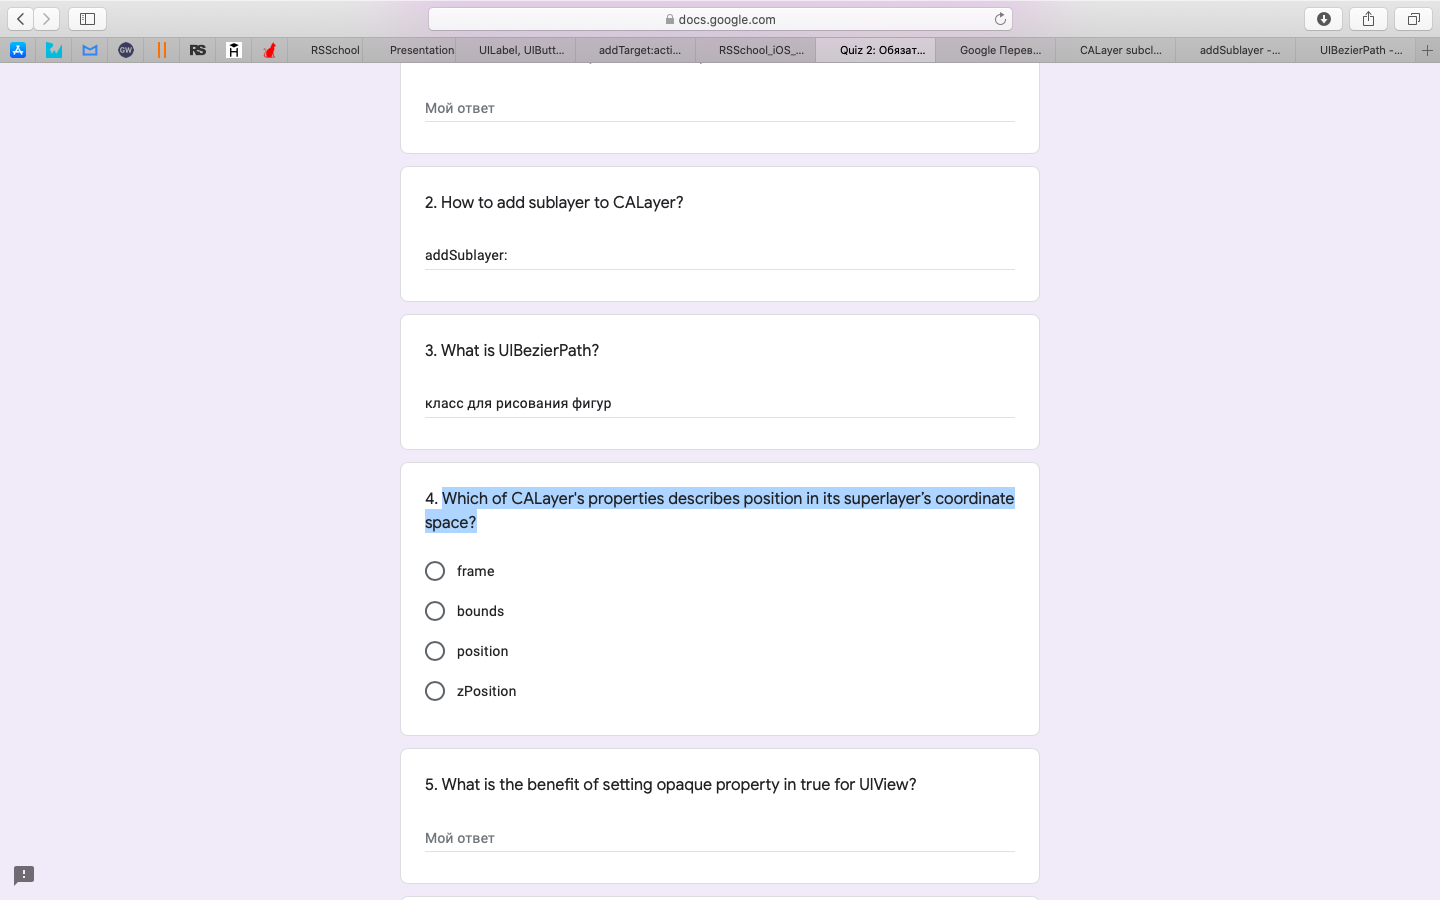 docs.google.com
GW
RS
H
RSSchool
Presentation
UILabel, UIButt...
addTarget:acti...
RSSchool_iOS_...
Quiz 2: Обязат...
Google Перев...
CALayer subcl...
addSublayer -...
UIBezierPath -...
Мой ответ
2. How to add sublayer to CALayer?
addSublayer:
3. What is UIBezierPath?
класс для рисования фигур
4. Which of CALayer's properties describes position in its superlayer’s coordinate
space?
frame
bounds
position
zPosition
5. What is the benefit of setting opaque property in true for UIView?
Мой ответ